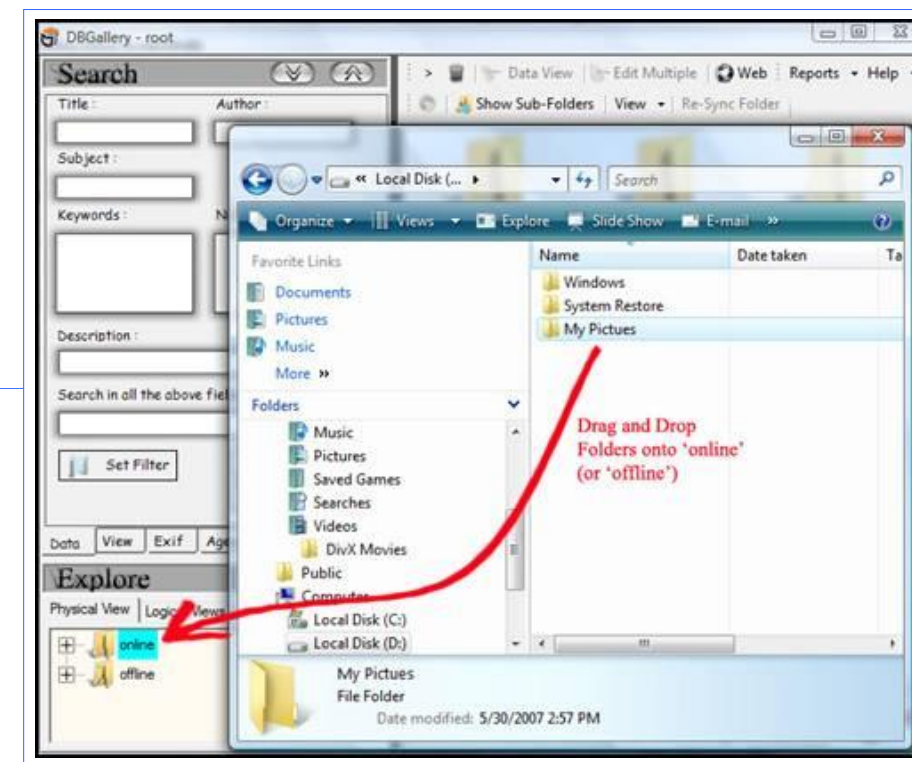 DBGallery - root
Search
> Data View Edit Multiple Web Reports Help
Show Sub-Folders View Re-Sync Folder
Title :
Author :
Subject :
Keywords :
Description :
Search in all the above
Set Filter
Data View Exif
Explore
Physical View
online
offline
« Local Disk (...
Search
Organize Views Explore Slide Show E-mail »
Favorite Links
Documents
Pictures
Music
More »
Folders
Music
Pictures
Saved Games
Searches
Videos
DivX Movies
Public
Computer
Local Disk (C:)
Local Disk (D:)
Name Date taken
Windows
System Restore
My Pictues
Drag and Drop
Folders onto ‘online’
(or ‘offline’)
My Pictues
File Folder
Date modified: 5/30/2007 2:57 PM